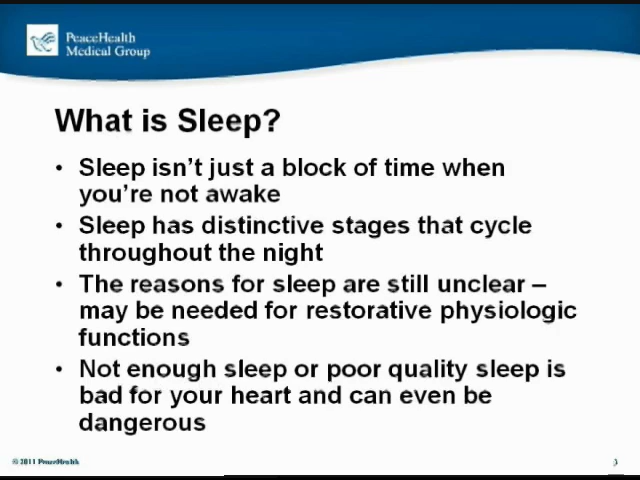 PeaceHealth
Medical Group
What is Sleep?
• Sleep isn't just a block of time when
you're not awake
• Sleep has distinctive stages that cycle
throughout the night
• The reasons for sleep are still unclear –
may be needed for restorative physiologic
functions
• Not enough sleep or poor quality sleep is
bad for your heart and can even be
dangerous
© 2011 PeaceHealth
3